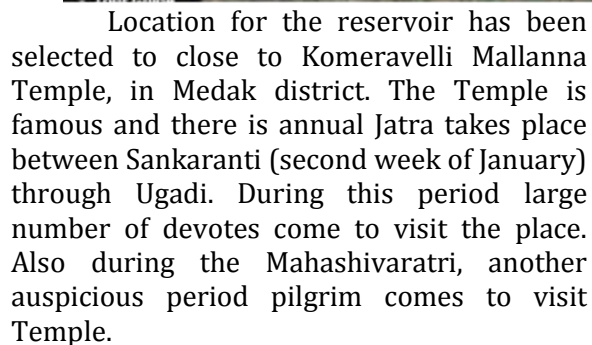 Location for the reservoir has been
selected to close to Komeravelli Mallanna
Temple, in Medak district. The Temple is
famous and there is annual Jatra takes place
between Sankaranti (second week of January)
through Ugadi. During this period large
number of devotes come to visit the place.
Also during the Mahashivaratri, another
auspicious period pilgrim comes to visit
Temple.